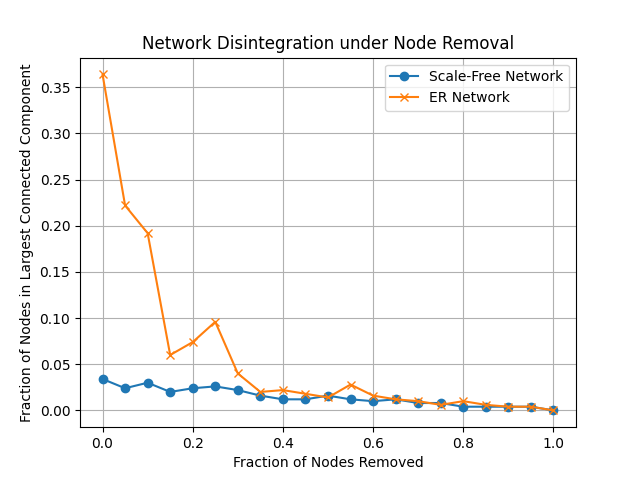 Network Disintegration under Node Removal
Scale-Free Network
ER Network
Fraction of Nodes in Largest Connected Component
0.35
0.30
0.25
0.20
0.15
0.10
0.05
0.00
0.0 0.2 0.4 0.6 0.8 1.0
Fraction of Nodes Removed